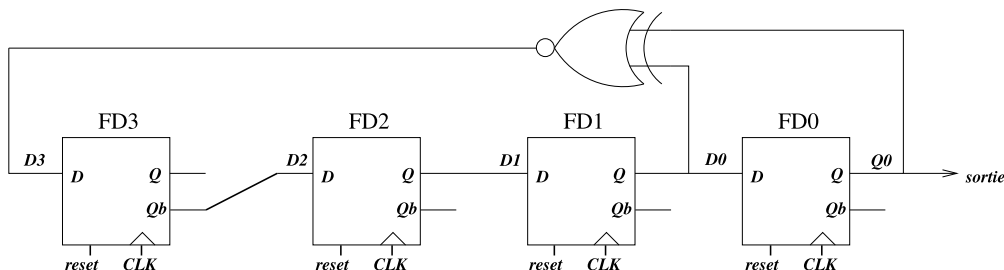 FD3 FD2 FD1 FD0
D3 D2 D1 D0 Q0
D Q D Q D Q D Q sortie
Qb Qb Qb Qb
reset CLK reset CLK reset CLK reset CLK